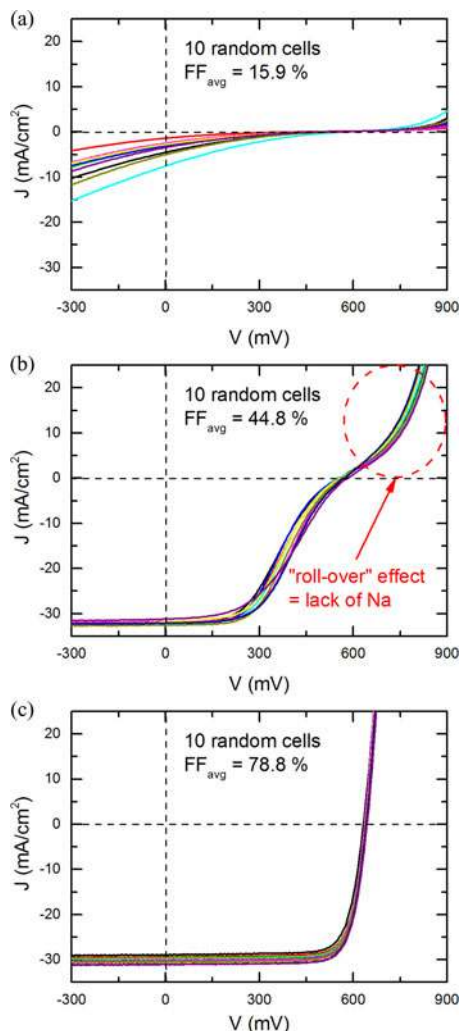 (a)
10 random cells
FFavg = 15.9 %
J (mA/cm²)
20
10
0
-10
-20
-30
-300 0 300 600 900
V (mV)
(b)
10 random cells
FFavg = 44.8 %
J (mA/cm²)
20
10
0
-10
-20
-30
"roll-over" effect
= lack of Na
-300 0 300 600 900
V (mV)
(c)
10 random cells
FFavg = 78.8 %
J (mA/cm²)
20
10
0
-10
-20
-30
-300 0 300 600 900
V (mV)